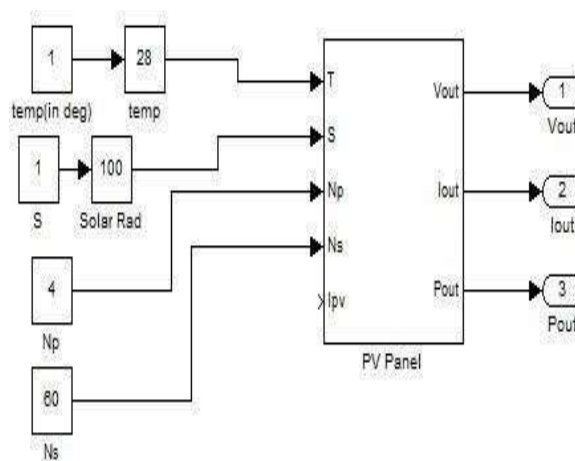 1
28
temp(in deg)
temp
1
100
S
Solar Rad
4
Np
60
Ns
T
S
Np
Ns
Ipv
Vout
Iout
Pout
PV Panel
1
Vout
2
Iout
3
Pout